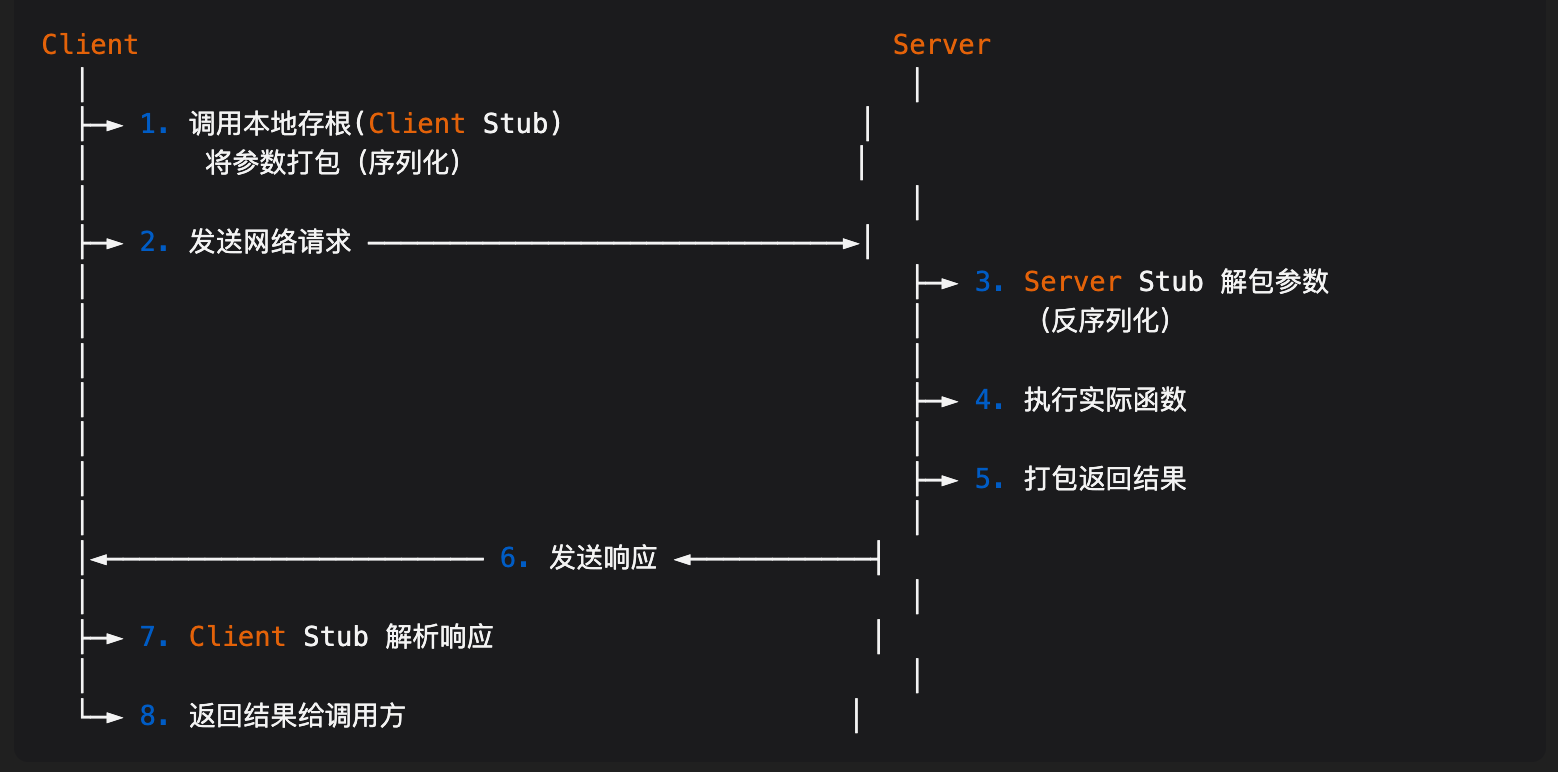 Client Server
1. 调用本地存根(Client Stub)
将参数打包（序列化）
2. 发送网络请求
3. Server Stub 解包参数
（反序列化）
4. 执行实际函数
5. 打包返回结果
6. 发送响应
7. Client Stub 解析响应
8. 返回结果给调用方